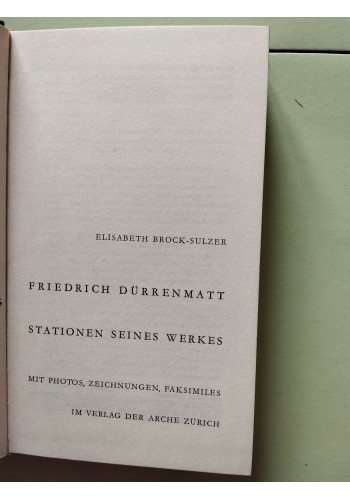 ELISABETH BROCK-SULZER
FRIEDRICH DÜRRENMATT
STATIONEN SEINES WERKES
MIT PHOTOS, ZEICHNUNGEN, FAKSIMILES
IM VERLAG DER ARCHE ZÜRICH